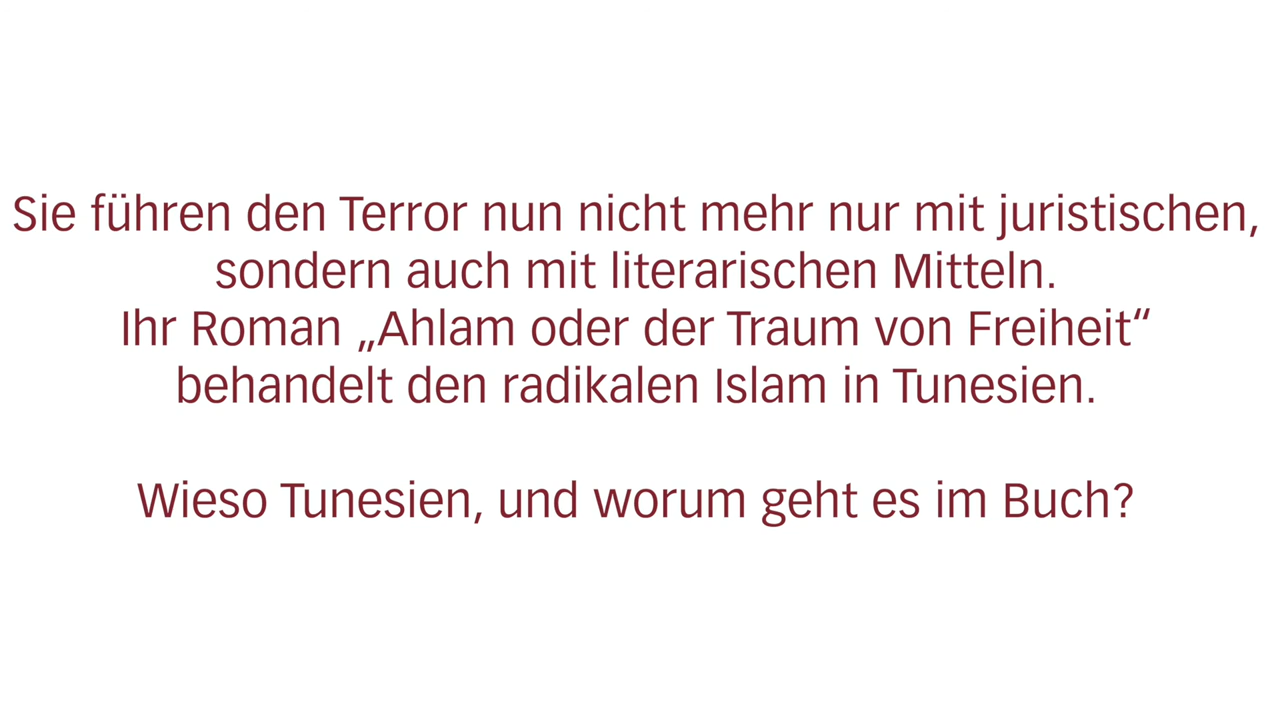 Sie führen den Terror nun nicht mehr nur mit juristischen,
sondern auch mit literarischen Mitteln.
Ihr Roman „Ahlam oder der Traum von Freiheit“
behandelt den radikalen Islam in Tunesien.
Wieso Tunesien, und worum geht es im Buch?